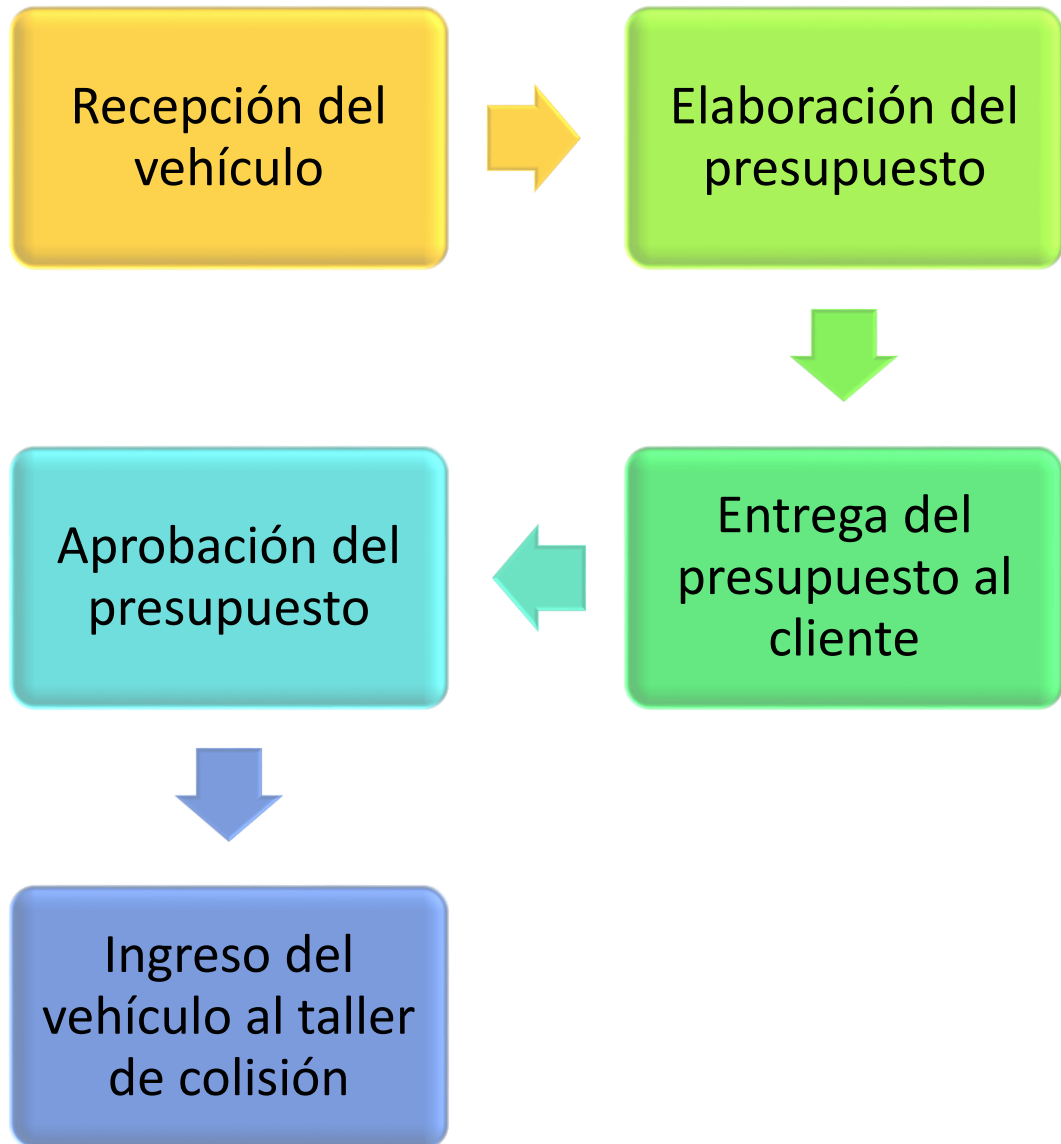 Recepción del
vehículo
Elaboración del
presupuesto
Entrega del
presupuesto al
cliente
Aprobación del
presupuesto
Ingreso del
vehículo al taller
de colisión